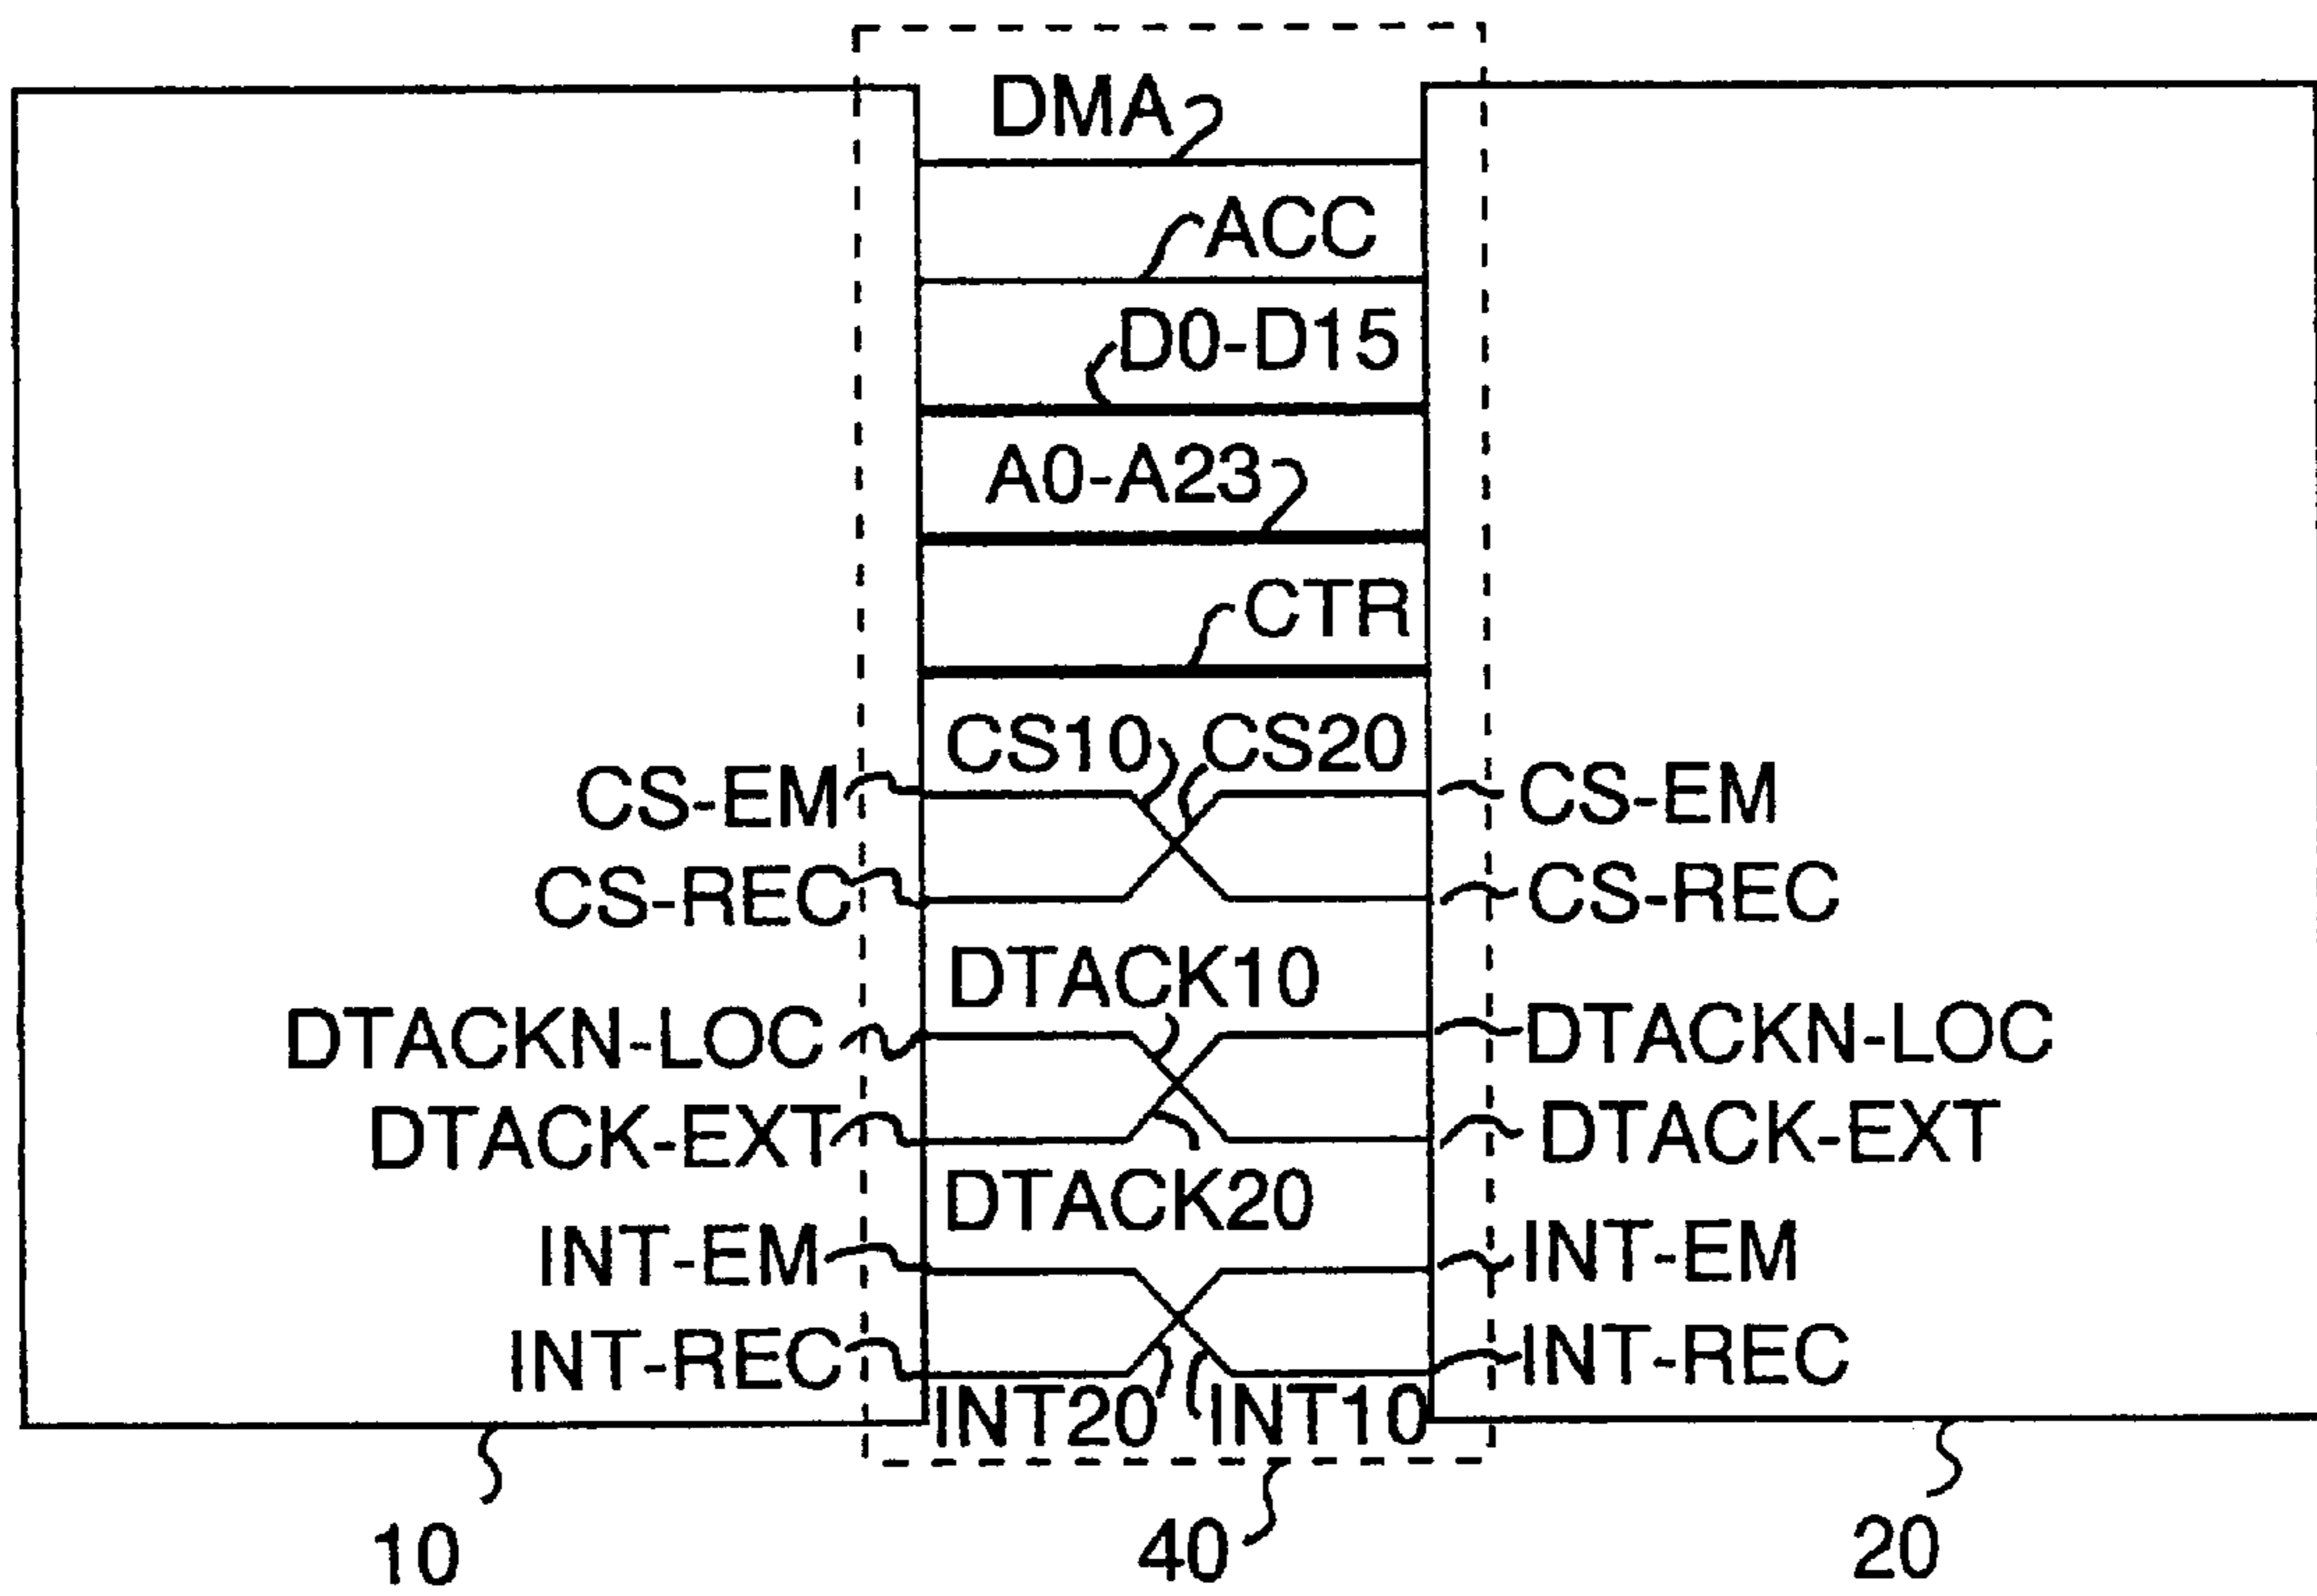 DMA
ACC
D0-D15
A0-A23
CTR
CS10 CS20
CS-EM CS-EM
CS-REC CS-REC
DTACK10
DTACKN-LOC DTACKN-LOC
DTACK-EXT DTACK-EXT
DTACK20
INT-EM INT-EM
INT-REC INT-REC
INT20 INT10
10 40 20